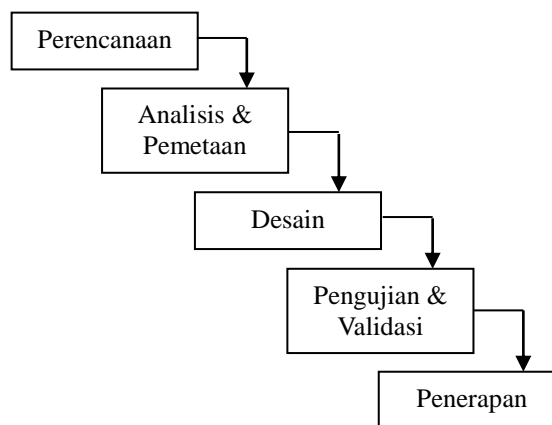 Perencanaan
Analisis &
Pemetaan
Desain
Pengujian &
Validasi
Penerapan